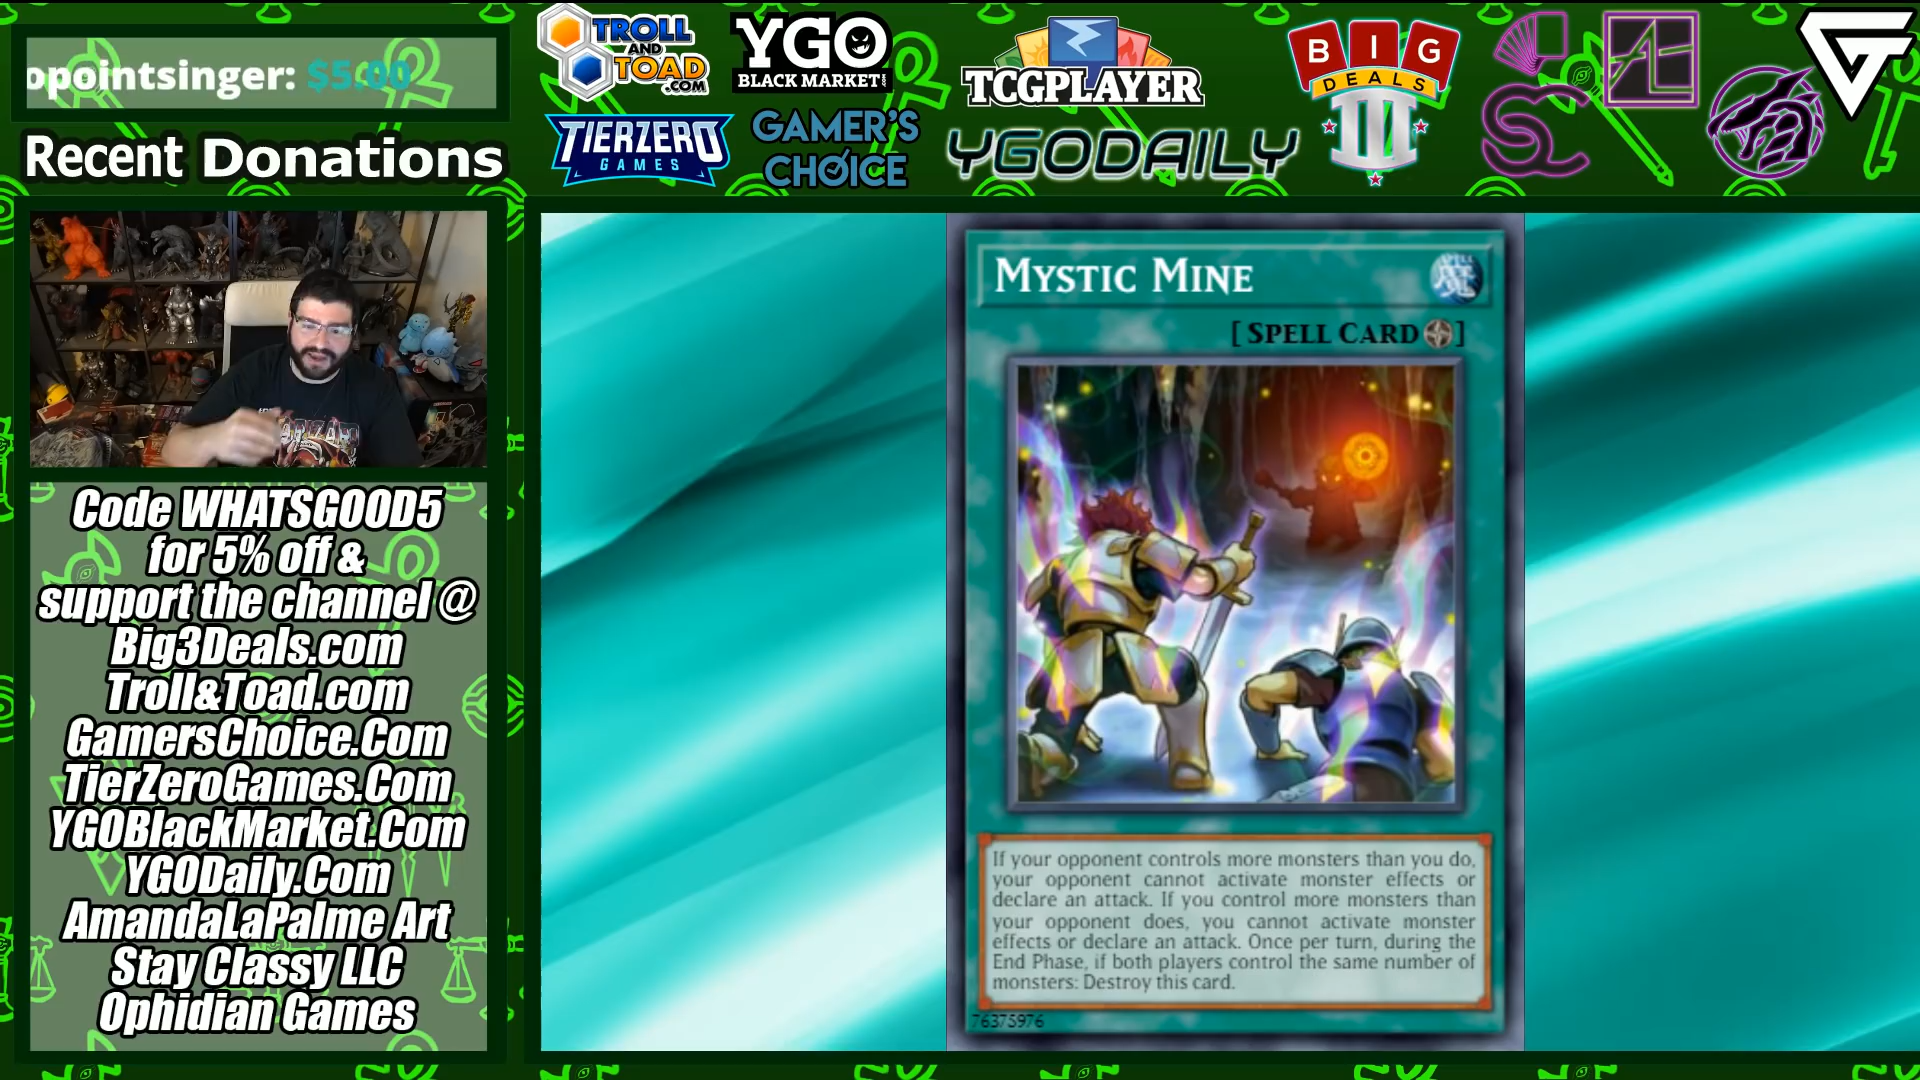 opointsinger: $5.00
Recent Donations
TROLL
AND
TOAD
.COM
YGO
BLACK MARKET
.COM
TCGPLAYER
BIG
DEALS
III
TIERZERO
GAMES
GAMER'S
CHOICE
YGODAILY
Code WHATSGOOD5
for 5% off &
support the channel @
Big3Deals.com
Troll&Toad.com
GamersChoice.Com
TierZeroGames.Com
YGOBlackMarket.Com
YGODaily.Com
AmandaLaPalme Art
Stay Classy LLC
Ophidian Games
MYSTIC MINE
[SPELL CARD]
If your opponent controls more monsters than you do,
your opponent cannot activate monster effects or
declare an attack. If you control more monsters than
your opponent does, you cannot activate monster
effects or declare an attack. Once per turn, during the
End Phase, if both players control the same number of
monsters: Destroy this card.
76375976